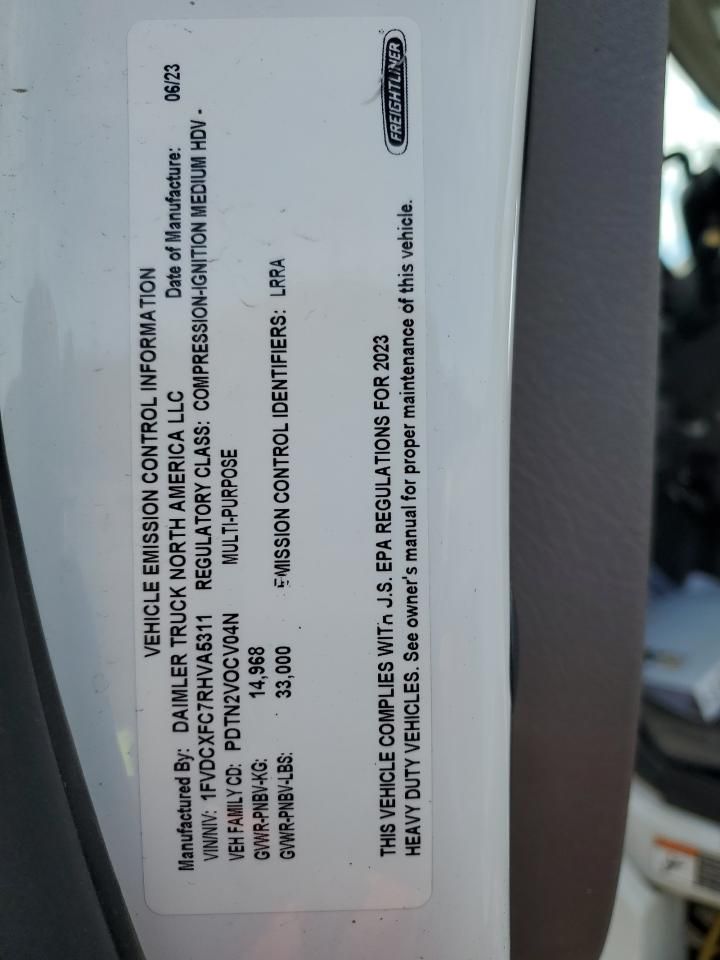 VEHICLE EMISSION CONTROL INFORMATION
Manufactured By: DAIMLER TRUCK NORTH AMERICA LLC Date of Manufacture: 06/23
VIN/NIV: 1FVDCXFC7RHVA5311 REGULATORY CLASS: COMPRESSION-IGNITION MEDIUM HDV -
VEH FAMILY CD: PDTN2VOCV04N MULTI-PURPOSE
GVWR-PNBV-KG: 14,968
GVWR-PNBV-LBS: 33,000 EMISSION CONTROL IDENTIFIERS: LRRA
THIS VEHICLE COMPLIES WITH U.S. EPA REGULATIONS FOR 2023
HEAVY DUTY VEHICLES. See owner's manual for proper maintenance of this vehicle.
FREIGHTLINER